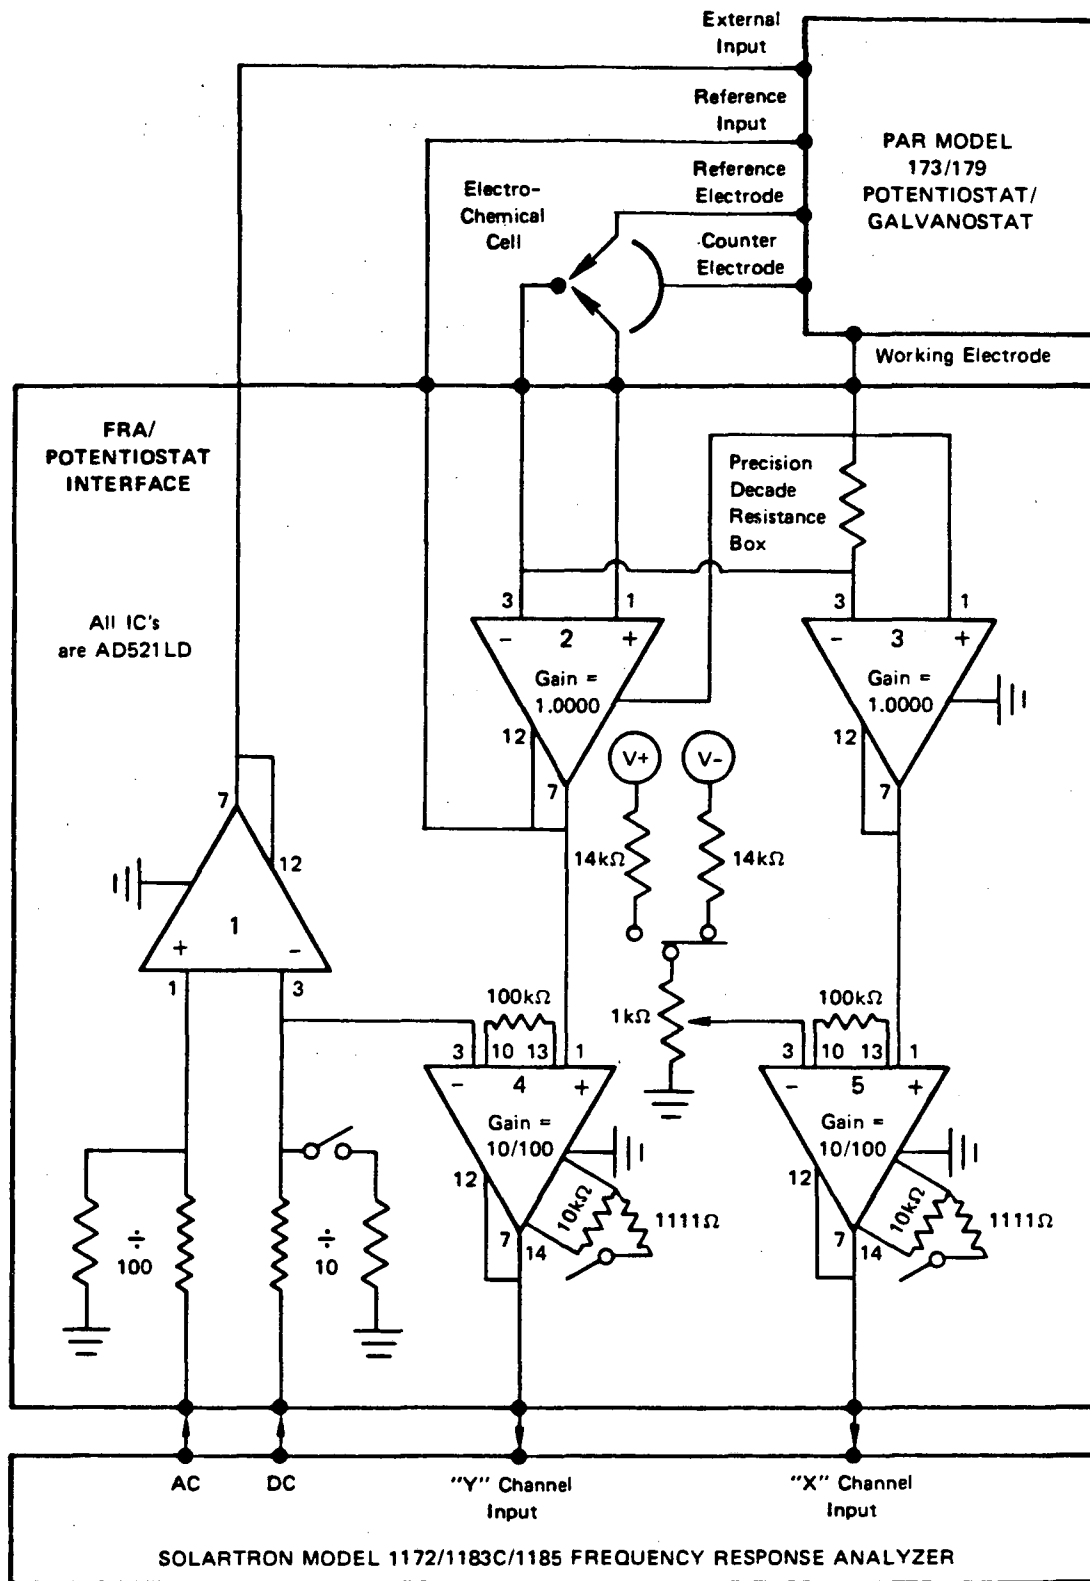 External
Input
Reference
Input
Reference
Electrode
Counter
Electrode
PAR MODEL
173/179
POTENTIOSTAT/
GALVANOSTAT
Electro-
Chemical
Cell
Working Electrode
FRA/
POTENTIOSTAT
INTERFACE
Precision
Decade
Resistance
Box
All IC's
are AD521LD
3
1
- 2 +
Gain =
1.0000
12
7
3
1
- 3 +
Gain =
1.0000
12
7
V+
V-
14kΩ
14kΩ
7
12
1
+ -
1
3
100kΩ
1kΩ
100kΩ
3 10 13 1
- 4 +
Gain =
10/100
12
7
14
10kΩ
1111Ω
3 10 13 1
- 5 +
Gain =
10/100
12
7
14
10kΩ
1111Ω
÷
100
÷
10
AC
DC
"Y" Channel
Input
"X" Channel
Input
SOLARTRON MODEL 1172/1183C/1185 FREQUENCY RESPONSE ANALYZER